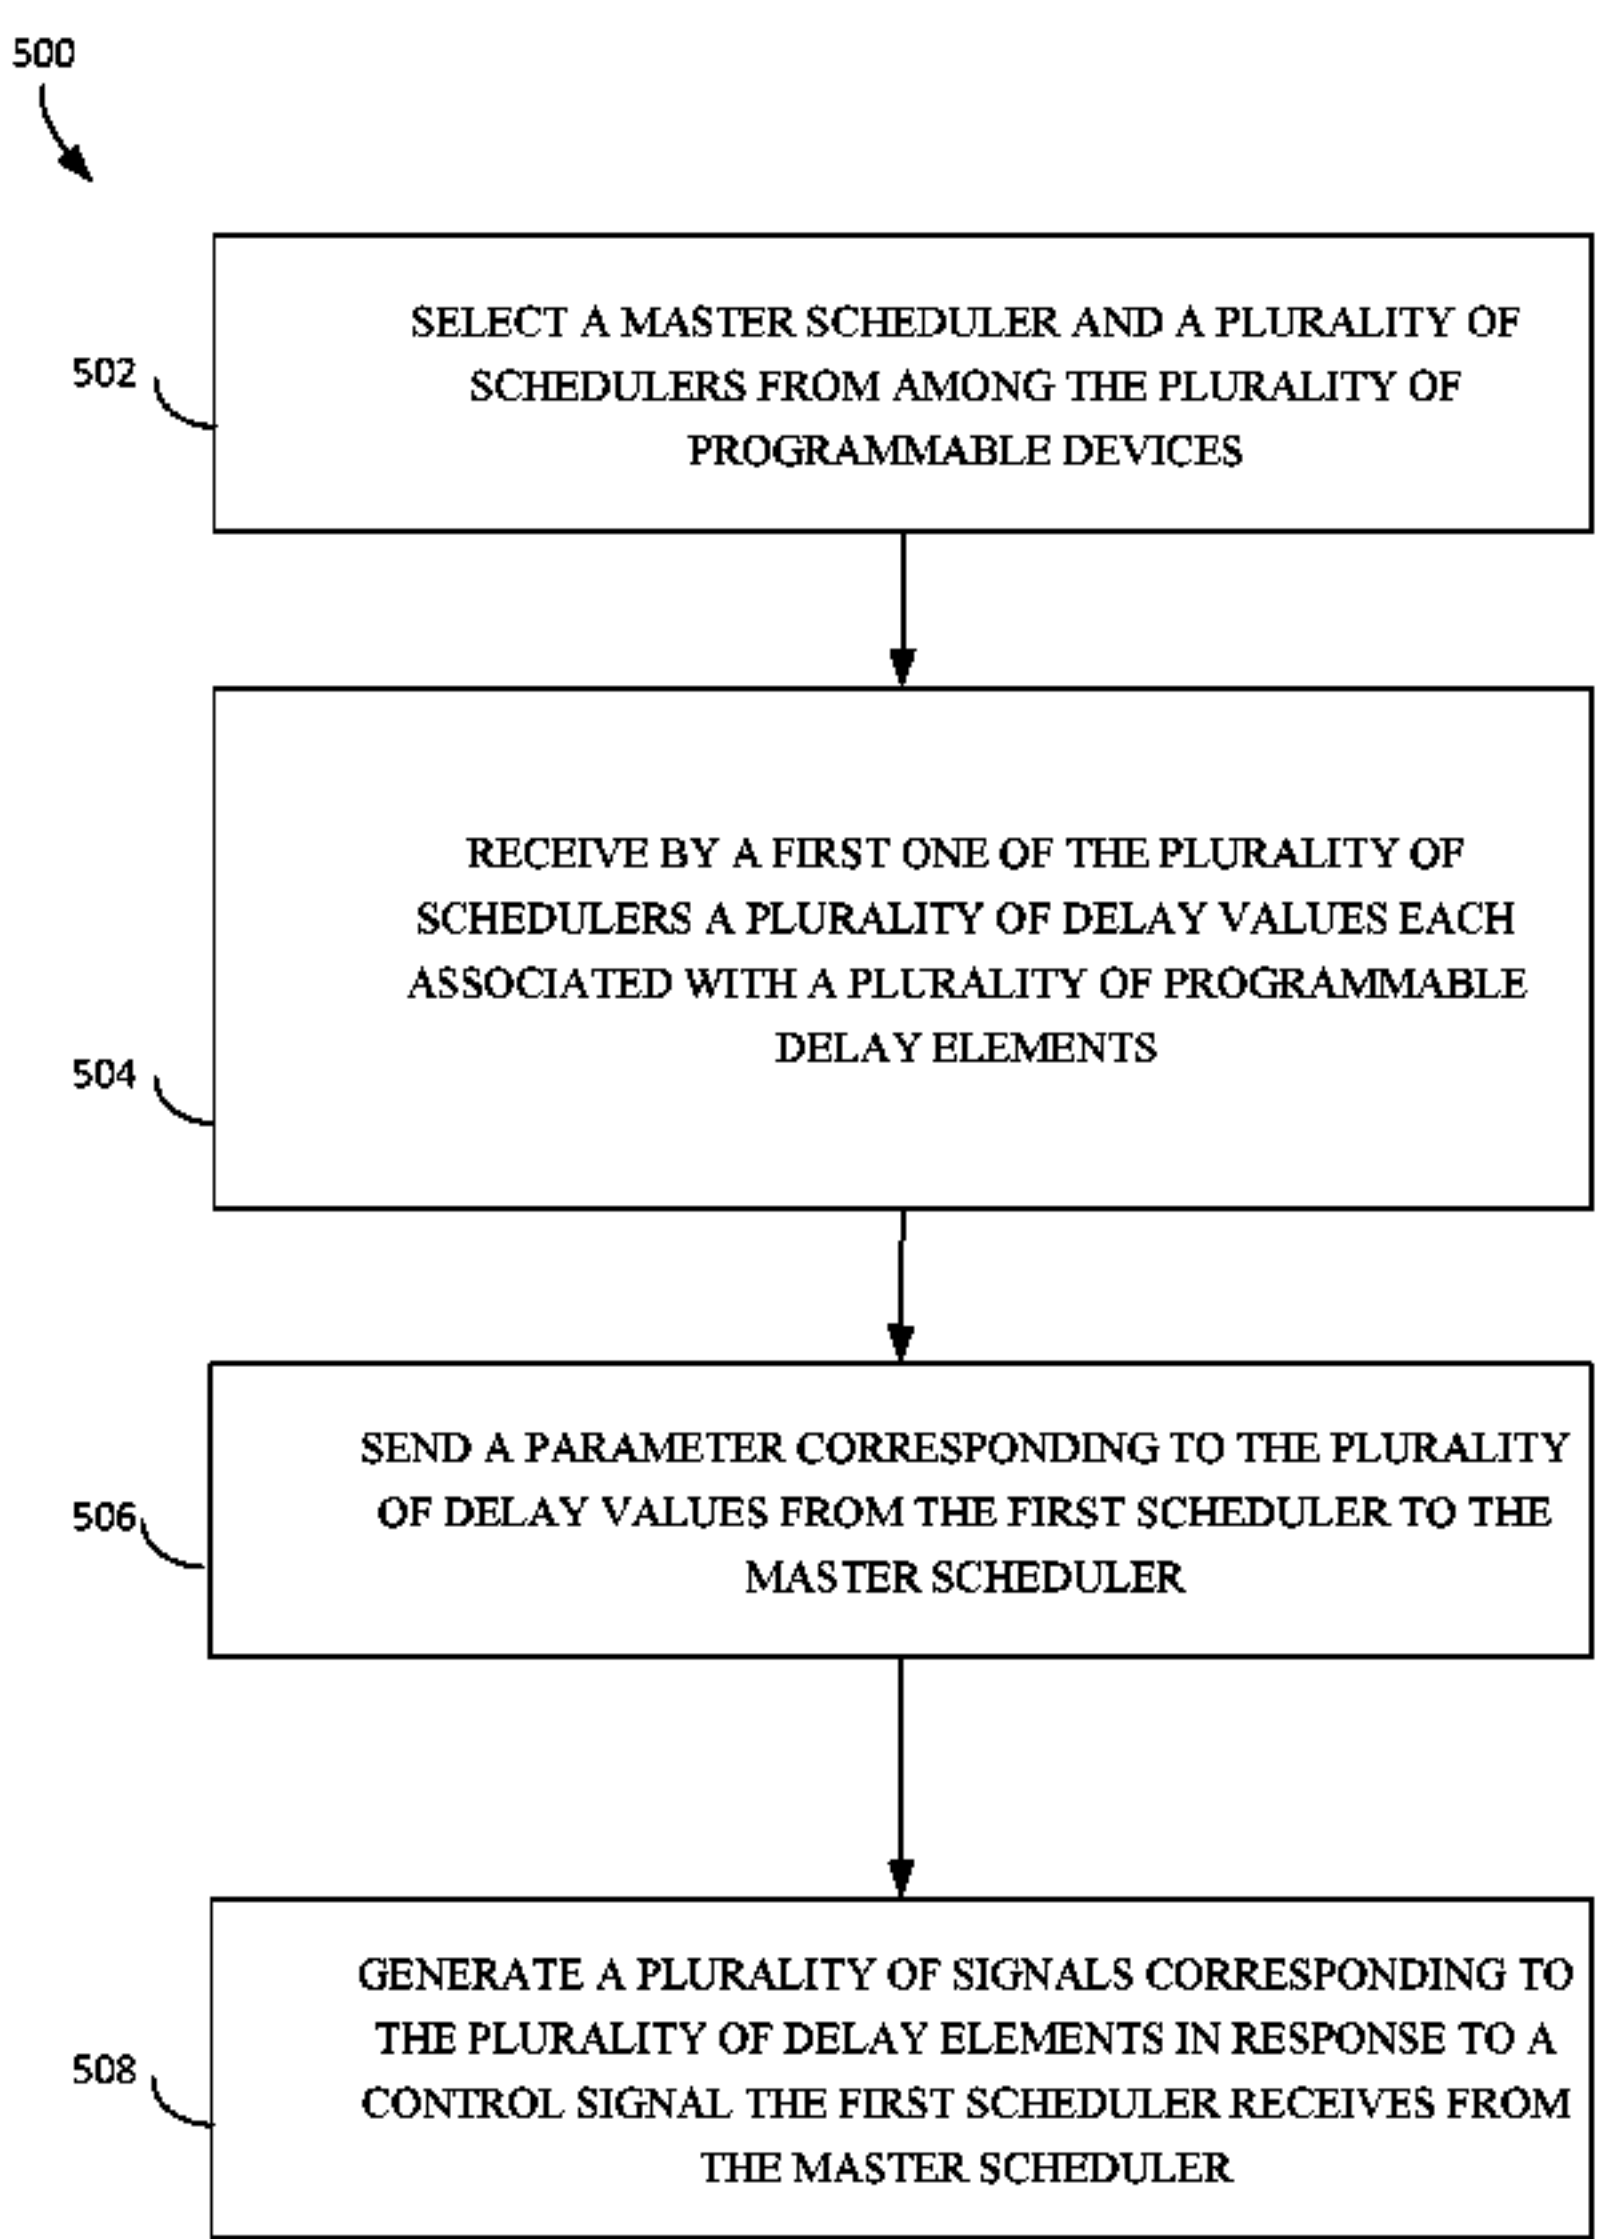 500
502
SELECT A MASTER SCHEDULER AND A PLURALITY OF
SCHEDULERS FROM AMONG THE PLURALITY OF
PROGRAMMABLE DEVICES
504
RECEIVE BY A FIRST ONE OF THE PLURALITY OF
SCHEDULERS A PLURALITY OF DELAY VALUES EACH
ASSOCIATED WITH A PLURALITY OF PROGRAMMABLE
DELAY ELEMENTS
506
SEND A PARAMETER CORRESPONDING TO THE PLURALITY
OF DELAY VALUES FROM THE FIRST SCHEDULER TO THE
MASTER SCHEDULER
508
GENERATE A PLURALITY OF SIGNALS CORRESPONDING TO
THE PLURALITY OF DELAY ELEMENTS IN RESPONSE TO A
CONTROL SIGNAL THE FIRST SCHEDULER RECEIVES FROM
THE MASTER SCHEDULER